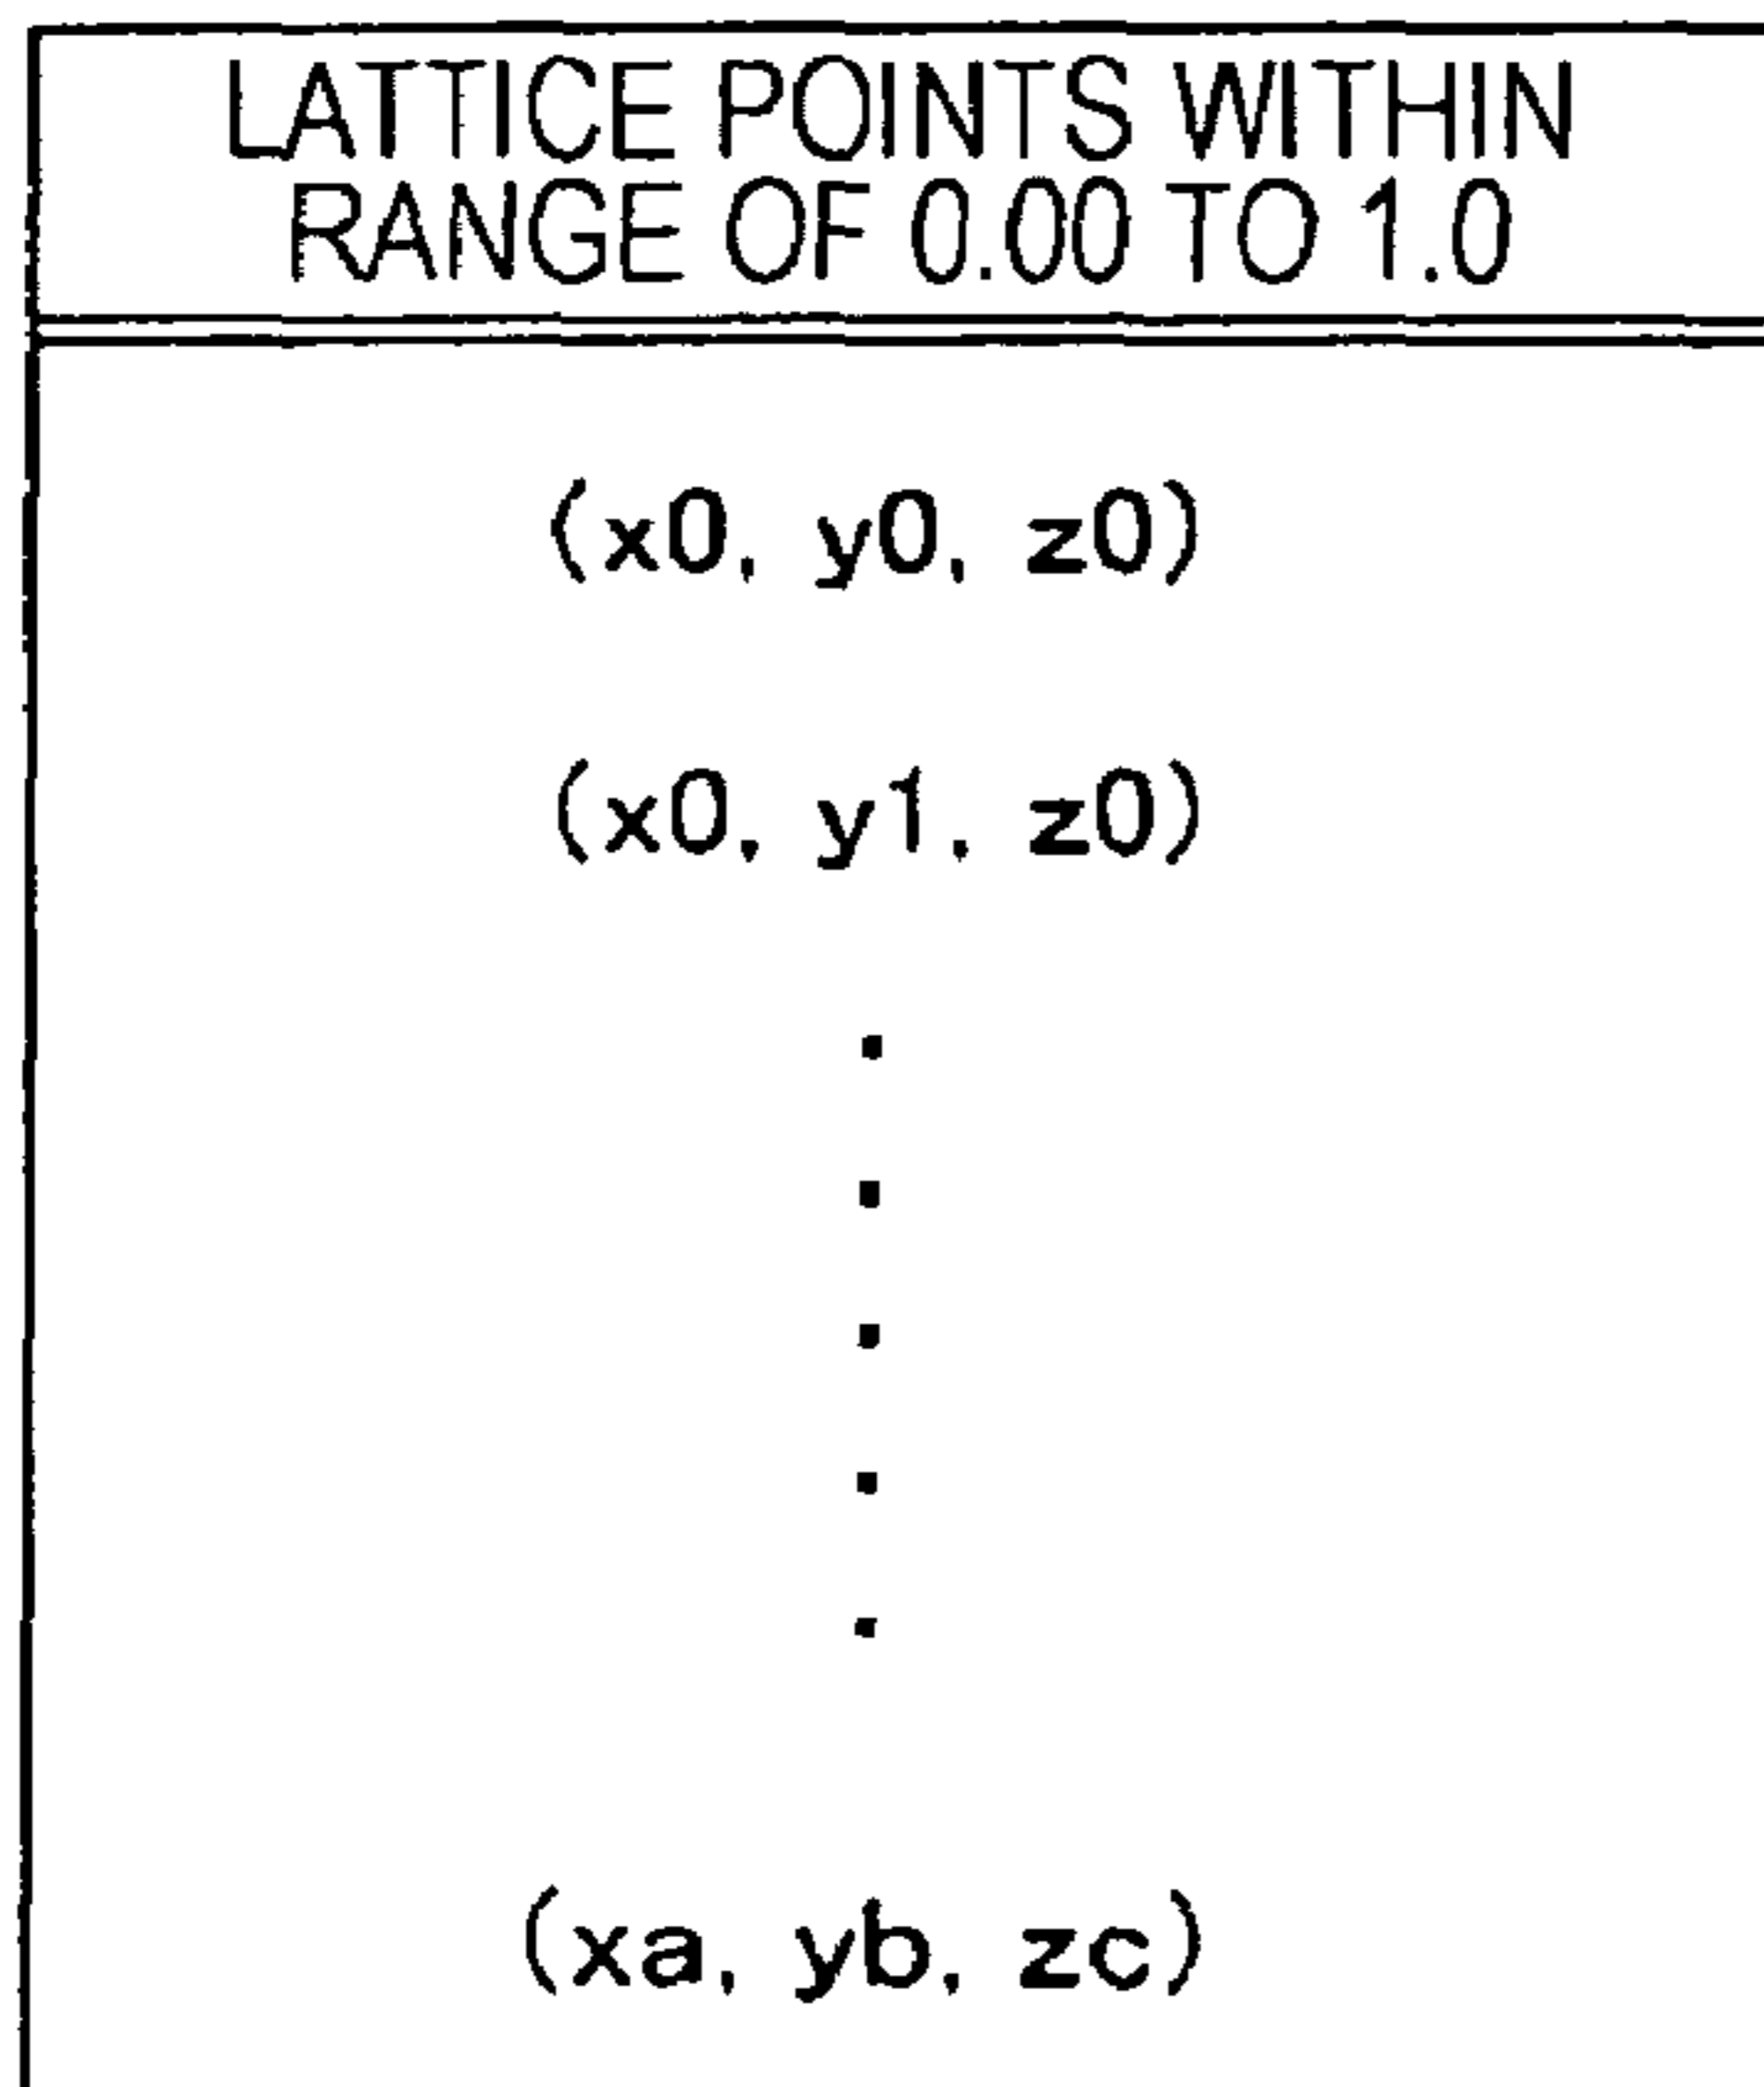 LATTICE POINTS WITHIN
RANGE OF 0.00 TO 1.0
(x0, y0, z0)
(x0, y1, z0)
.
.
.
.
.
(xa, yb, zc)